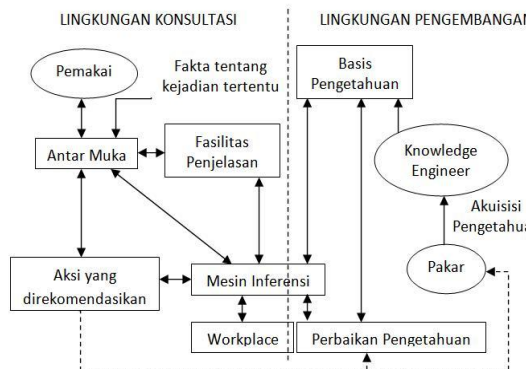 LINGKUNGAN KONSULTASI
LINGKUNGAN PENGEMBANGAN
Pemakai
Fakta tentang
kejadian tertentu
Basis
Pengetahuan
Antar Muka
Fasilitas
Penjelasan
Knowledge
Engineer
Akuisisi
Pengetahua
Aksi yang
direkomendasikan
Mesin Inferensi
Pakar
Workplace
Perbaikan Pengetahuan